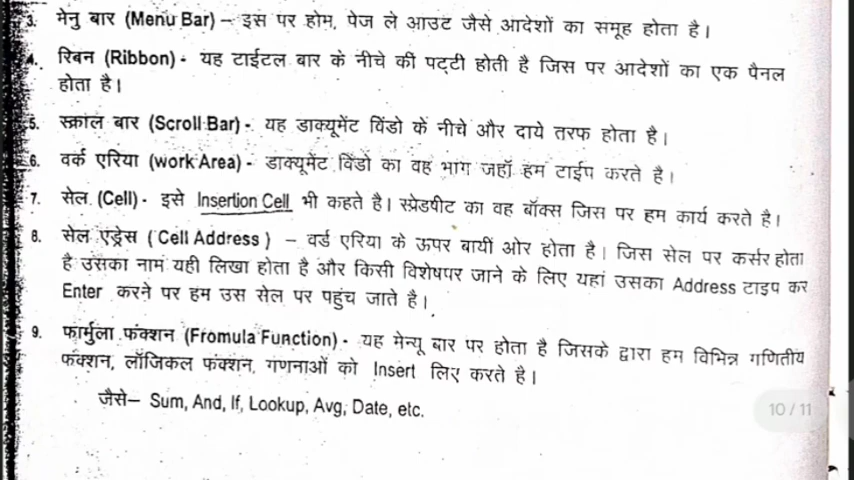 3. मेनु बार (Menu Bar) – इस पर होम, पेज ले आउट जैसे आदेशों का समूह होता है।
4. रिबन (Ribbon) - यह टाईटल बार के नीचे की पट्टी होती है जिस पर आदेशों का एक पैनल
होता है।
5. स्क्राल बार (Scroll Bar) - यह डाक्यूमेंट विंडो के नीचे और दाये तरफ होता है।
6. वर्क एरिया (work Area) - डाक्यूमेंट विंडो का वह भाग जहॉ हम टाईप करते है।
7. सेल (Cell) - इसे Insertion Cell भी कहते है। स्प्रेडषीट का वह बॉक्स जिस पर हम कार्य करते है।
8. सेल एंड्रेस ( Cell Address ) – वर्ड एरिया के ऊपर बायीं ओर होता है। जिस सेल पर कर्सर होता
है उसका नाम यही लिखा होता है और किसी विशेषपर जाने के लिए यहां उसका Address टाइप कर
Enter करने पर हम उस सेल पर पहुंच जाते है।
9. फार्मुला फंक्शन (Fromula Function) - यह मेन्यू बार पर होता है जिसके द्वारा हम विभिन्न गणितीय
फंक्शन, लॉजिकल फंक्शन, गणनाओं को Insert लिए करते है।
जैसे– Sum, And, If, Lookup, Avg, Date, etc.
10 / 11